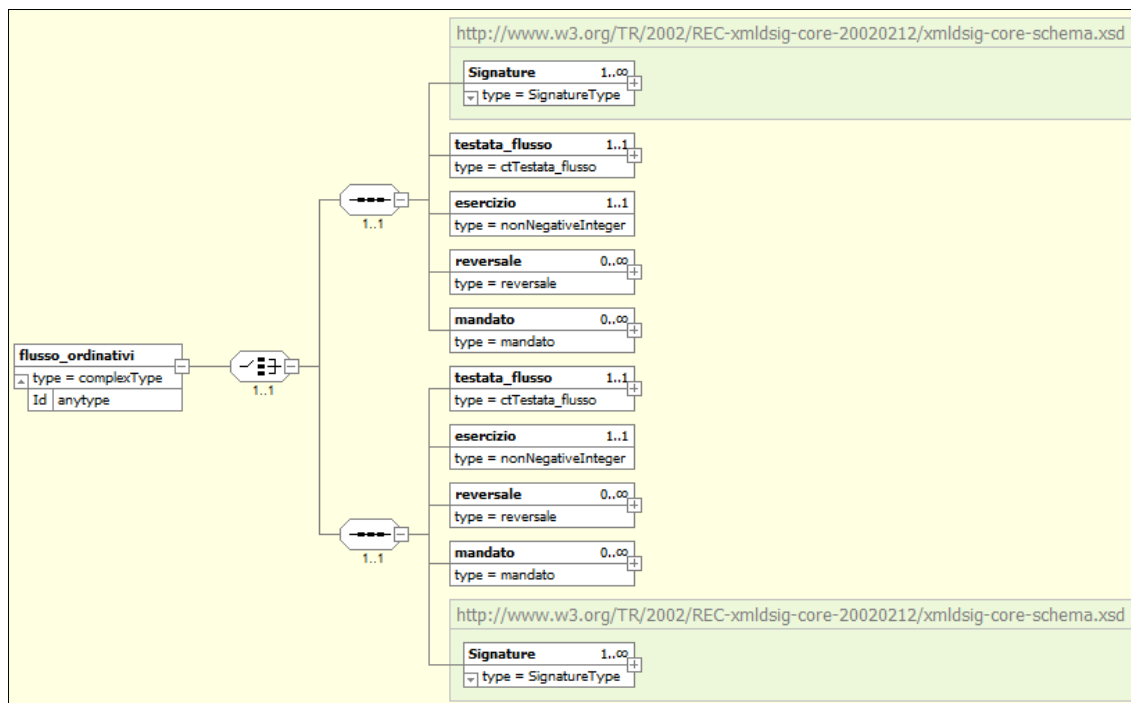 http://www.w3.org/TR/2002/REC-xmldsig-core-20020212/xmldsig-core-schema.xsd
Signature 1..∞
type = SignatureType
testata_flusso 1..1
type = ctTestata_flusso
esercizio 1..1
type = nonNegativeInteger
1..1
reversale 0..∞
type = reversale
mandato 0..∞
type = mandato
flusso_ordinativi
type = complexType
Id anytype
1..1
testata_flusso 1..1
type = ctTestata_flusso
esercizio 1..1
type = nonNegativeInteger
reversale 0..∞
type = reversale
1..1
mandato 0..∞
type = mandato
http://www.w3.org/TR/2002/REC-xmldsig-core-20020212/xmldsig-core-schema.xsd
Signature 1..∞
type = SignatureType